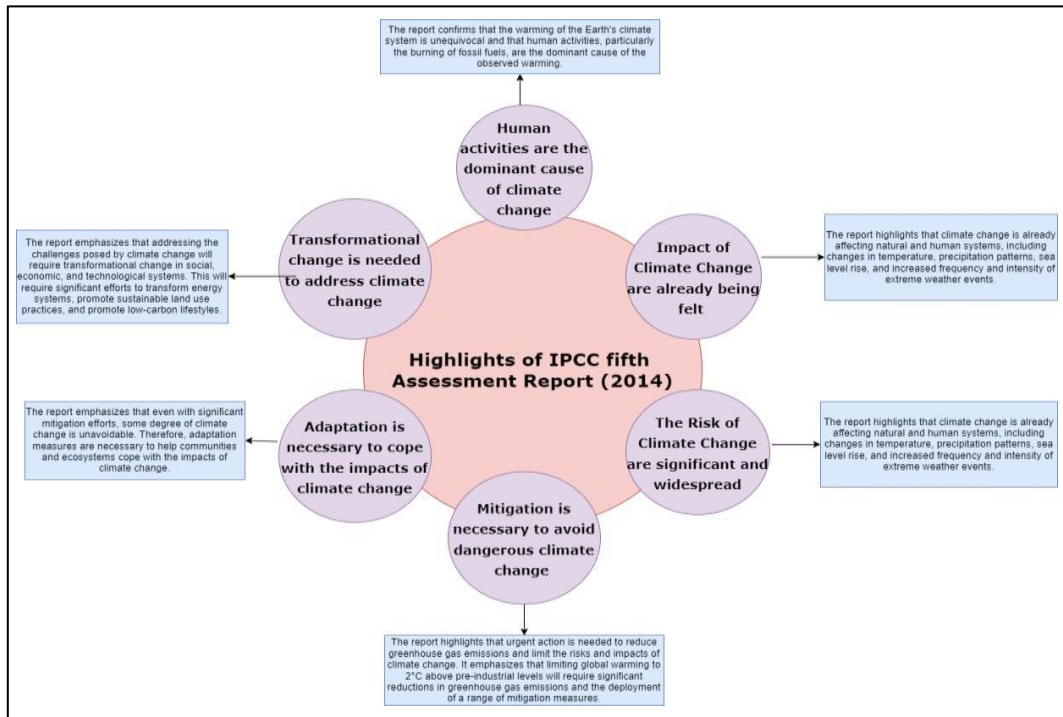 The report confirms that the warming of the Earth's climate
system is unequivocal and that human activities, particularly
the burning of fossil fuels, are the dominant cause of the
observed warming.
Human
activities are the
dominant cause
of climate
change
Transformational
change is needed
to address climate
change
The report emphasizes that addressing the
challenges posed by climate change will
require transformational change in social,
economic, and technological systems. This will
require significant efforts to transform energy
systems, promote sustainable land use
practices, and promote low-carbon lifestyles.
Impact of
Climate Change
are already being
felt
The report highlights that climate change is already
affecting natural and human systems, including
changes in temperature, precipitation patterns, sea
level rise, and increased frequency and intensity of
extreme weather events.
Highlights of IPCC fifth
Assessment Report (2014)
Adaptation is
necessary to cope
with the impacts of
climate change
The report emphasizes that even with significant
mitigation efforts, some degree of climate
change is unavoidable. Therefore, adaptation
measures are necessary to help communities
and ecosystems cope with the impacts of
climate change.
The Risk of
Climate Change
are significant and
widespread
The report highlights that climate change is already
affecting natural and human systems, including
changes in temperature, precipitation patterns, sea
level rise, and increased frequency and intensity of
extreme weather events.
Mitigation is
necessary to avoid
dangerous climate
change
The report highlights that urgent action is needed to reduce
greenhouse gas emissions and limit the risks and impacts of
climate change. It emphasizes that limiting global warming to
2°C above pre-industrial levels will require significant
reductions in greenhouse gas emissions and the deployment
of a range of mitigation measures.